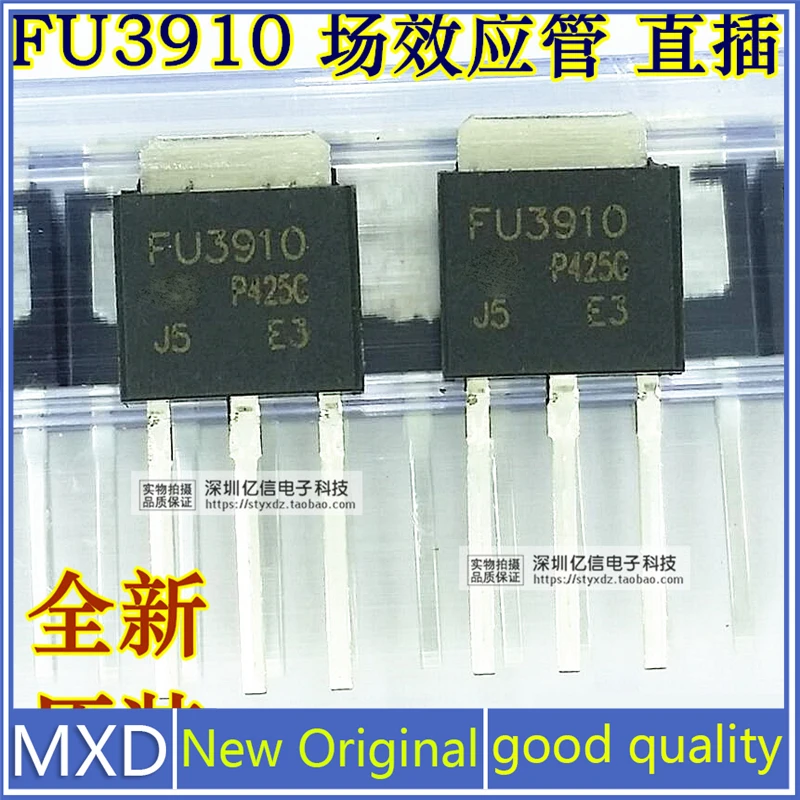 FU3910 场效应管 直插
FU3910
P425C
J5 E3
FU3910
P425C
J5 E3
实物拍摄
品质保证
深圳亿信电子科技
https://styxdz.taobao.com
实物拍摄
品质保证
深圳亿信电子科技
https://styxdz.taobao.com
全新
原装
MXD
New Original
good quality